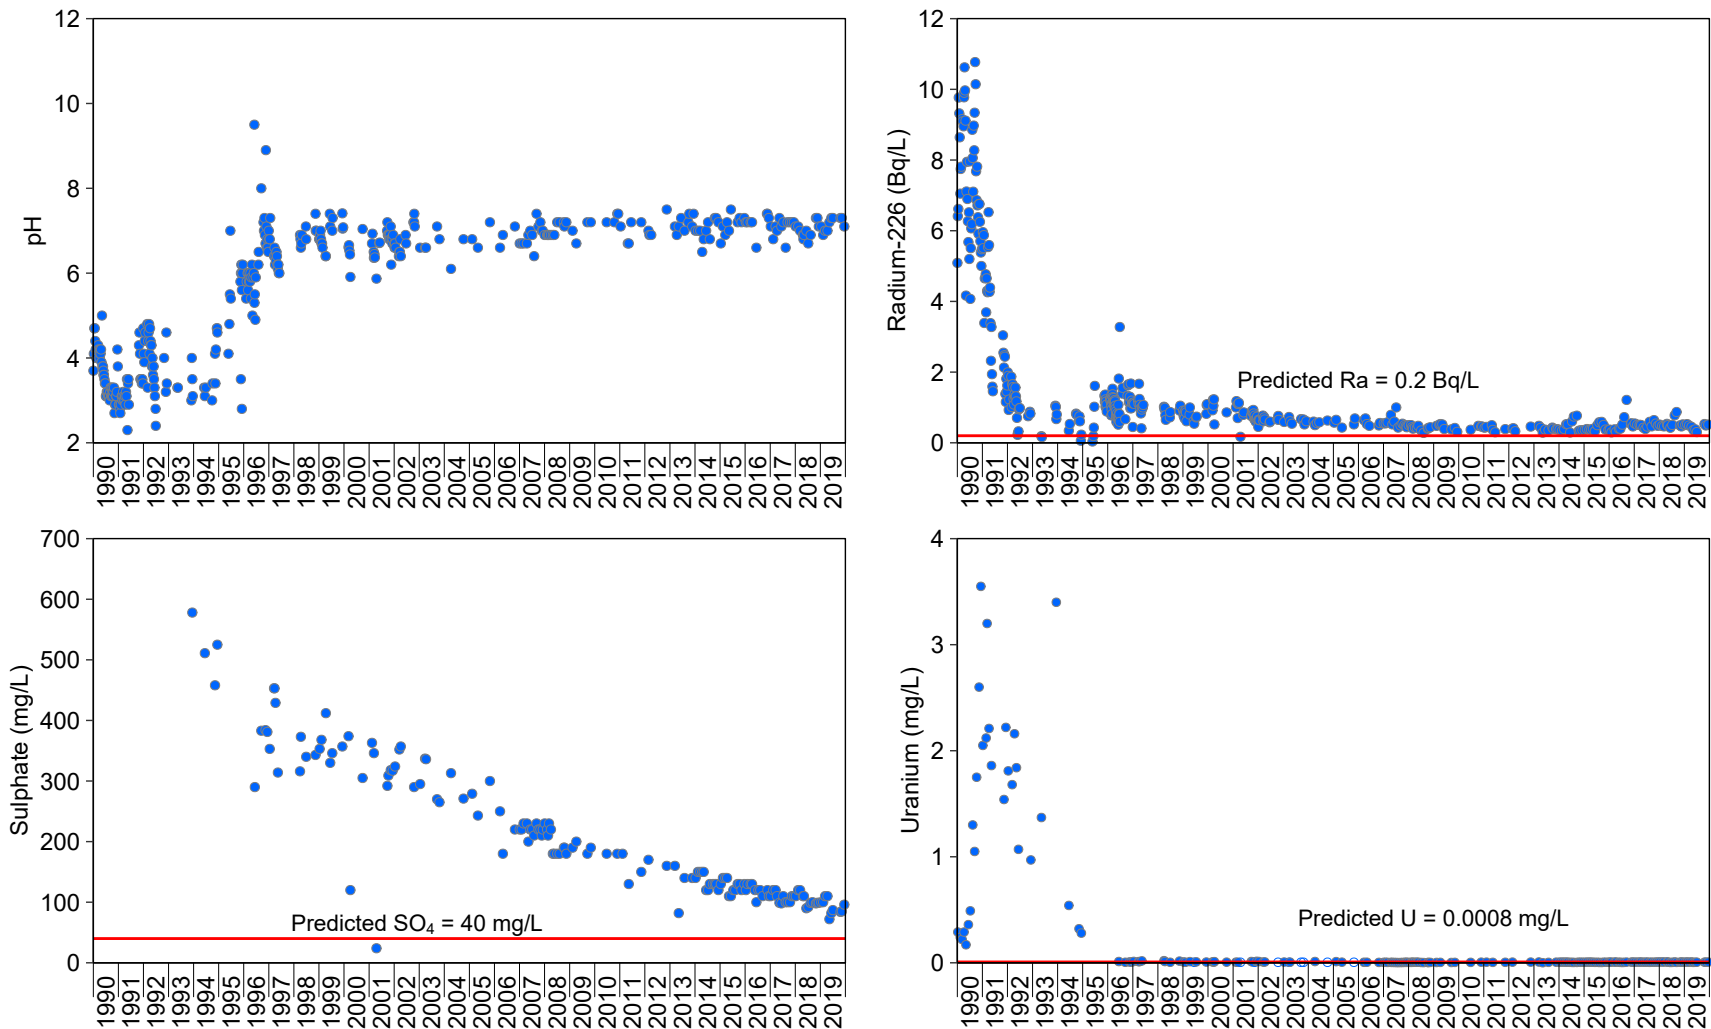 12
10
8
6
4
2
pH
1990 1991 1992 1993 1994 1995 1996 1997 1998 1999 2000 2001 2002 2003 2004 2005 2006 2007 2008 2009 2010 2011 2012 2013 2014 2015 2016 2017 2018 2019
12
10
8
6
4
2
0
Radium-226 (Bq/L)
Predicted Ra = 0.2 Bq/L
1990 1991 1992 1993 1994 1995 1996 1997 1998 1999 2000 2001 2002 2003 2004 2005 2006 2007 2008 2009 2010 2011 2012 2013 2014 2015 2016 2017 2018 2019
700
600
500
400
300
200
100
0
Sulphate (mg/L)
Predicted SO₄ = 40 mg/L
1990 1991 1992 1993 1994 1995 1996 1997 1998 1999 2000 2001 2002 2003 2004 2005 2006 2007 2008 2009 2010 2011 2012 2013 2014 2015 2016 2017 2018 2019
4
3
2
1
0
Uranium (mg/L)
Predicted U = 0.0008 mg/L
1990 1991 1992 1993 1994 1995 1996 1997 1998 1999 2000 2001 2002 2003 2004 2005 2006 2007 2008 2009 2010 2011 2012 2013 2014 2015 2016 2017 2018 2019